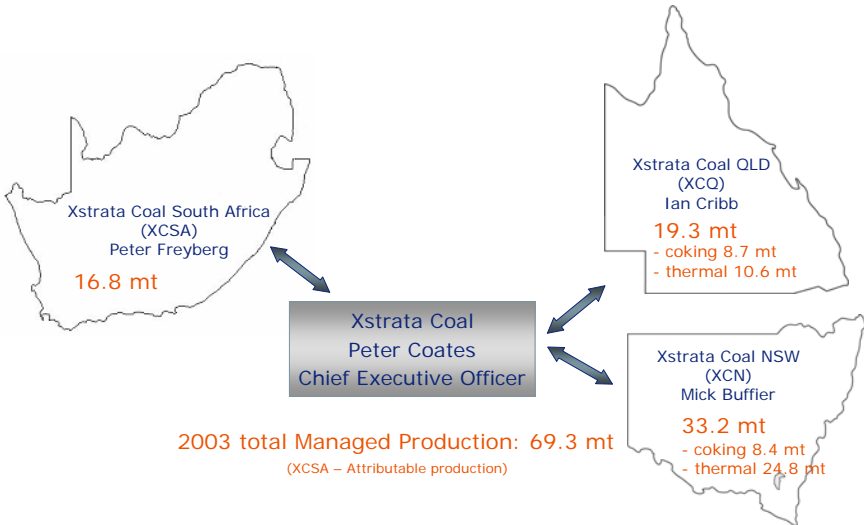 Xstrata Coal South Africa
(XCSA)
Peter Freyberg
16.8 mt
Xstrata Coal QLD
(XCQ)
Ian Cribb
19.3 mt
- coking 8.7 mt
- thermal 10.6 mt
Xstrata Coal
Peter Coates
Chief Executive Officer
Xstrata Coal NSW
(XCN)
Mick Buffier
33.2 mt
- coking 8.4 mt
- thermal 24.8 mt
2003 total Managed Production: 69.3 mt
(XCSA – Attributable production)